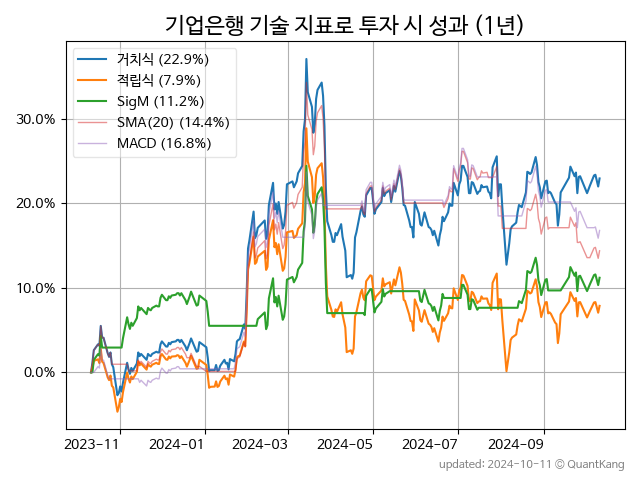 기업은행 기술 지표로 투자 시 성과 (1년)
거치식 (22.9%)
적립식 (7.9%)
SigM (11.2%)
SMA(20) (14.4%)
MACD (16.8%)
30.0%
20.0%
10.0%
0.0%
2023-11 2024-01 2024-03 2024-05 2024-07 2024-09
updated: 2024-10-11 © QuantKang